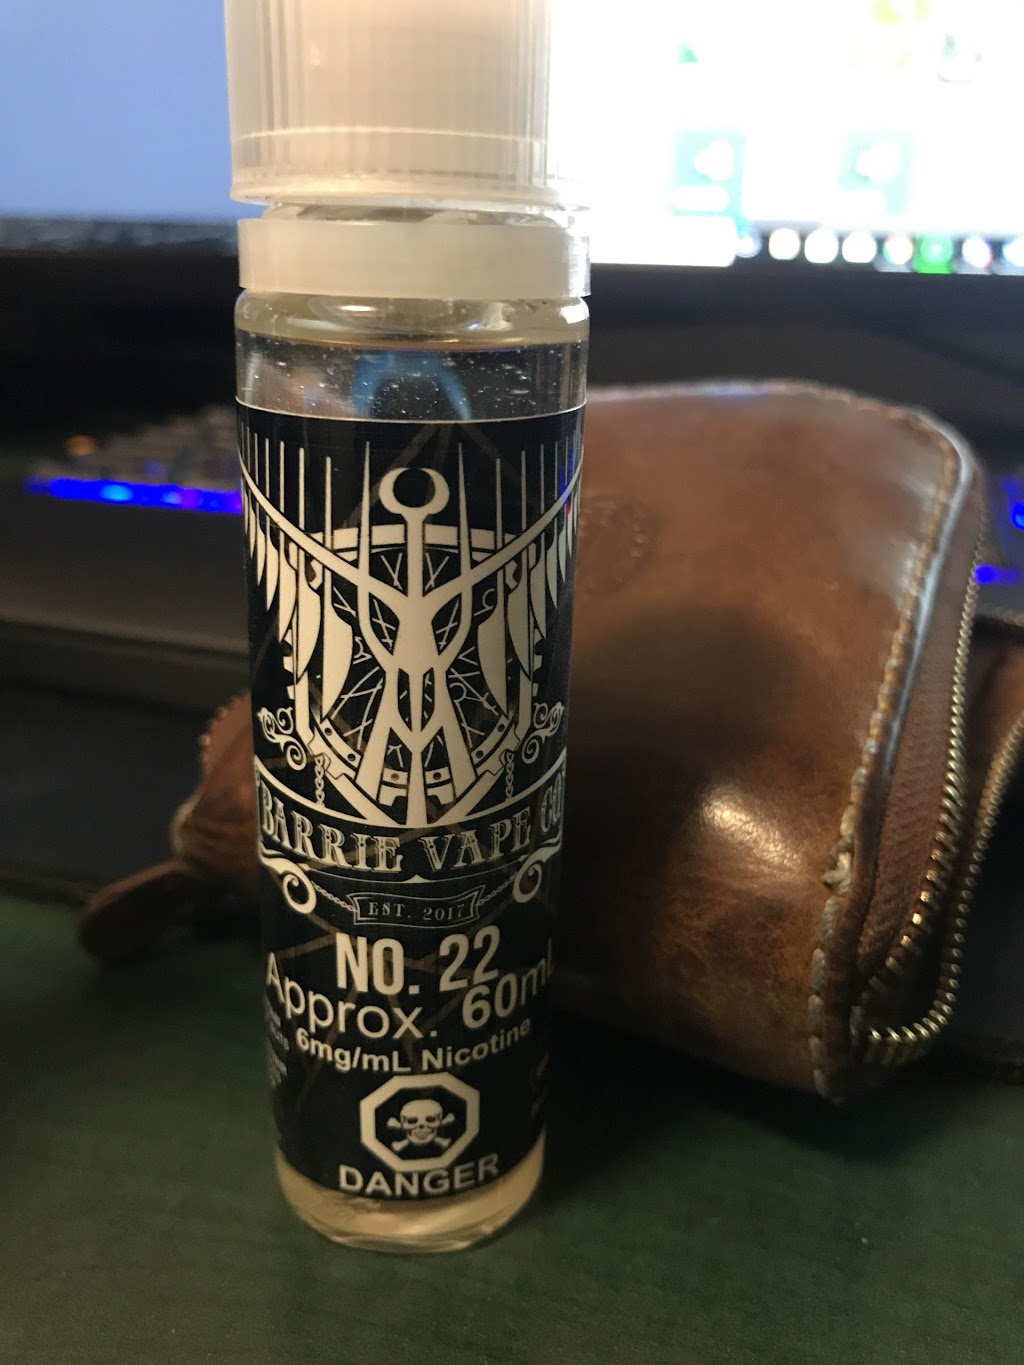 BARRIE VAPE CO
EST. 2017
NO. 22
Approx. 60mL
6mg/mL Nicotine
DANGER